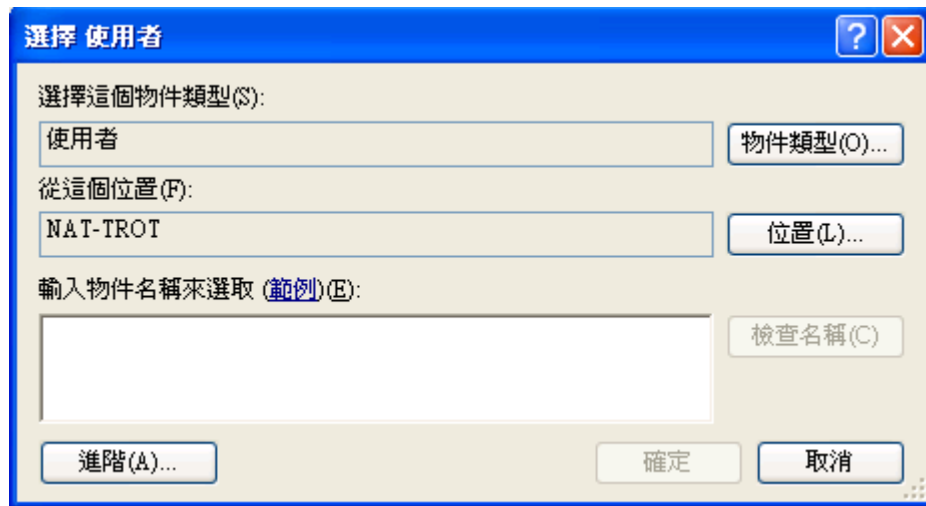 選擇 使用者
選擇這個物件類型(S):
使用者
物件類型(O)...
從這個位置(F):
NAT-TROT
位置(L)...
輸入物件名稱來選取 (範例)(E):
檢查名稱(C)
進階(A)...
確定
取消